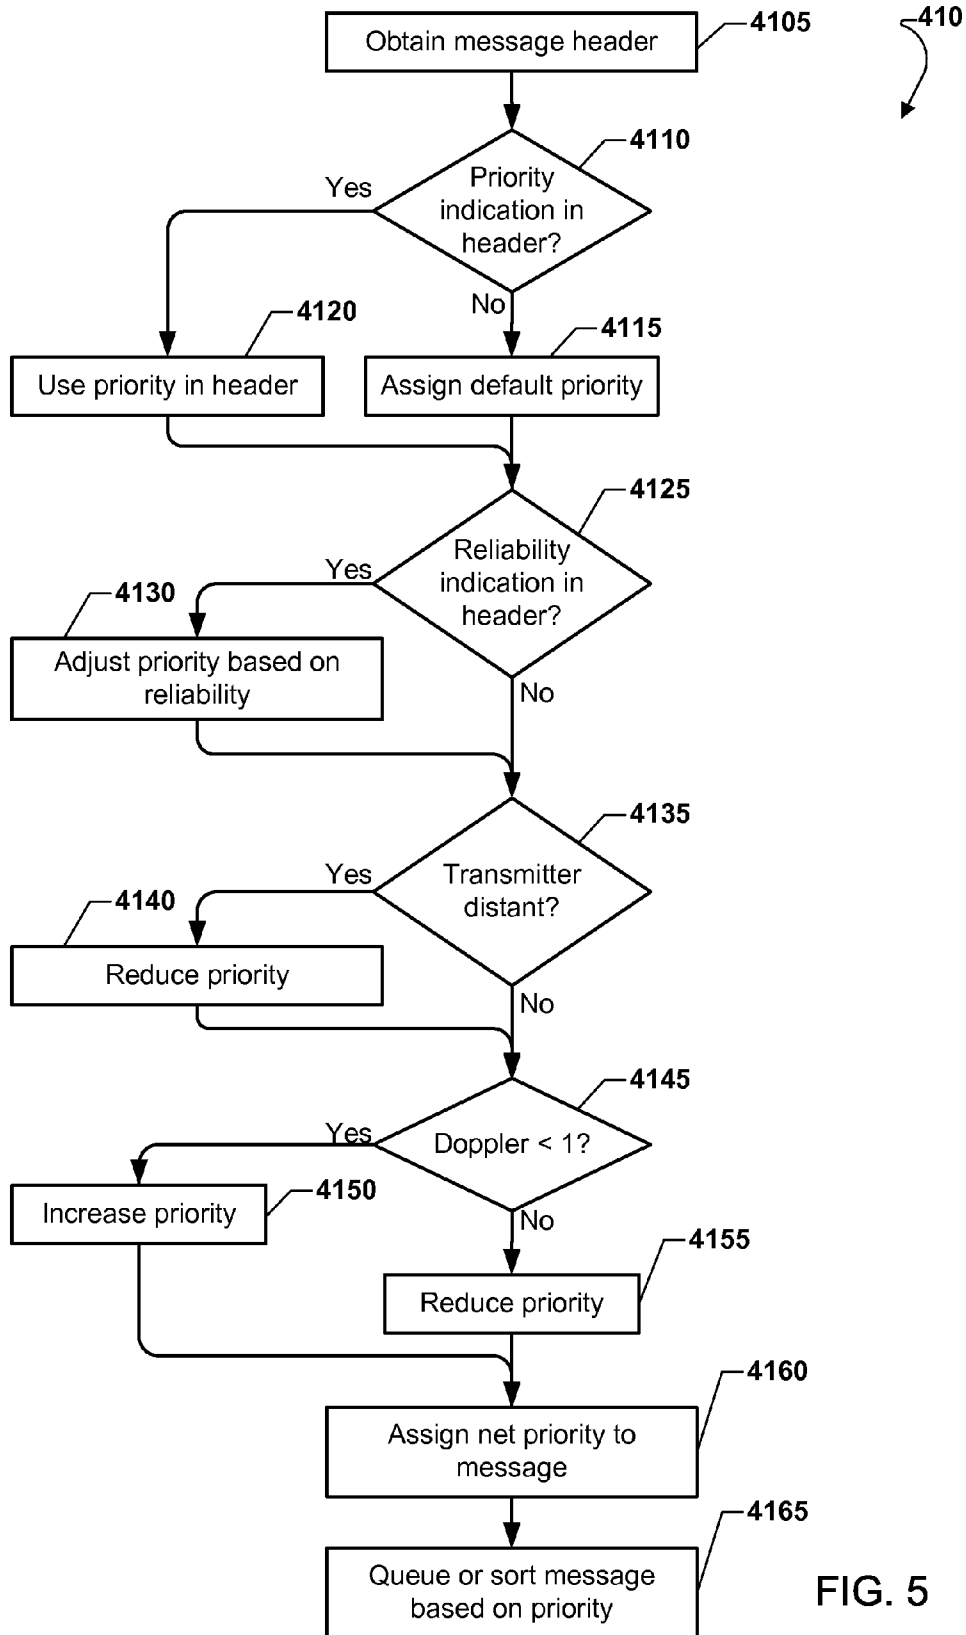 410
Obtain message header
4105
4110
Priority
indication in
header?
Yes
No
4120
Use priority in header
4115
Assign default priority
4125
Reliability
indication in
header?
Yes
No
4130
Adjust priority based on
reliability
4135
Transmitter
distant?
Yes
No
4140
Reduce priority
4145
Doppler < 1?
Yes
No
4150
Increase priority
4155
Reduce priority
4160
Assign net priority to
message
4165
Queue or sort message
based on priority
FIG. 5